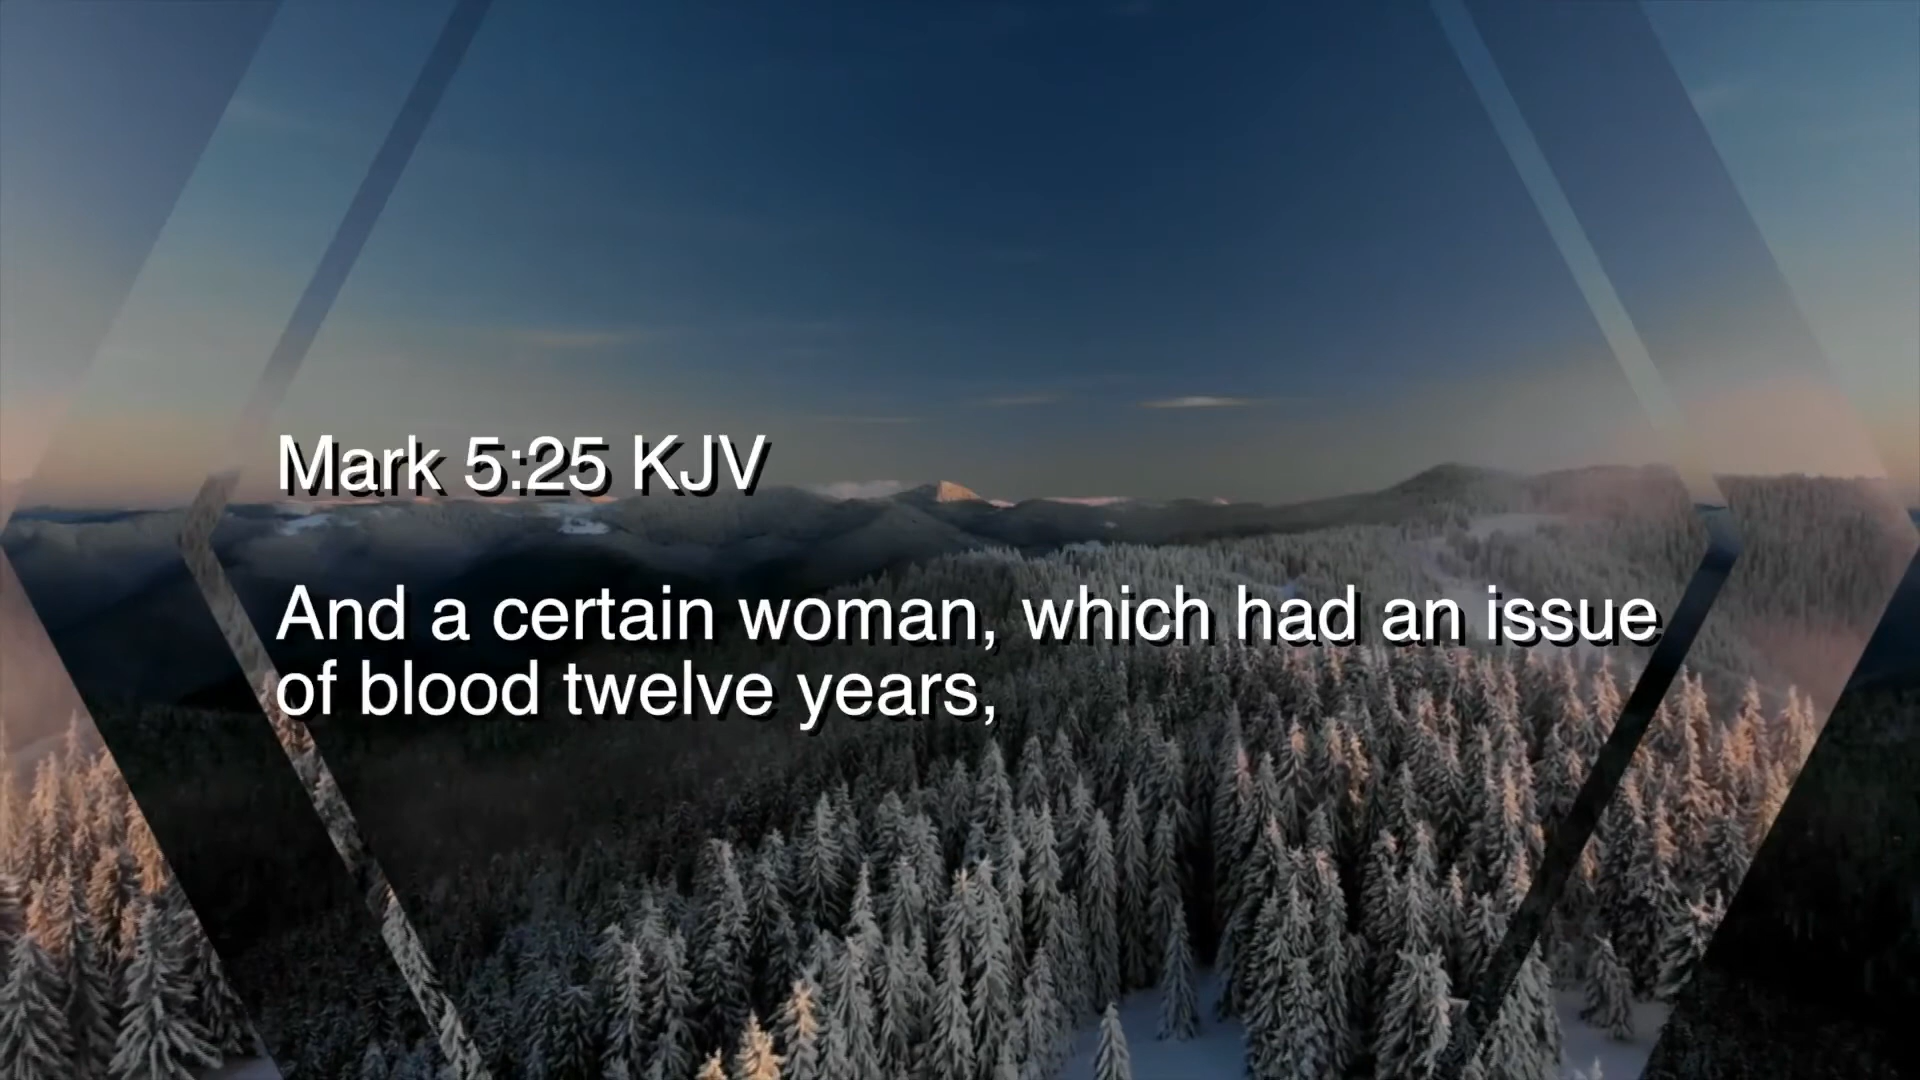 Mark 5:25 KJV
And a certain woman, which had an issue
of blood twelve years,